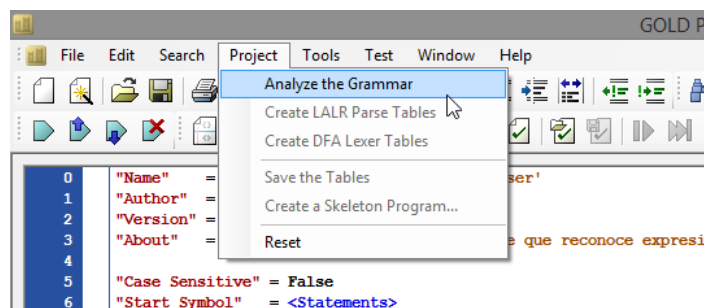 GOLD P
File Edit Search Project Tools Test Window Help
Analyze the Grammar
Create LALR Parse Tables
Create DFA Lexer Tables
Save the Tables
Create a Skeleton Program...
Reset
0 "Name" = ser'
1 "Author" =
2 "Version" =
3 "About" = e que reconoce expresi
4
5 "Case Sensitive" = False
6 "Start Symbol" = <Statements>